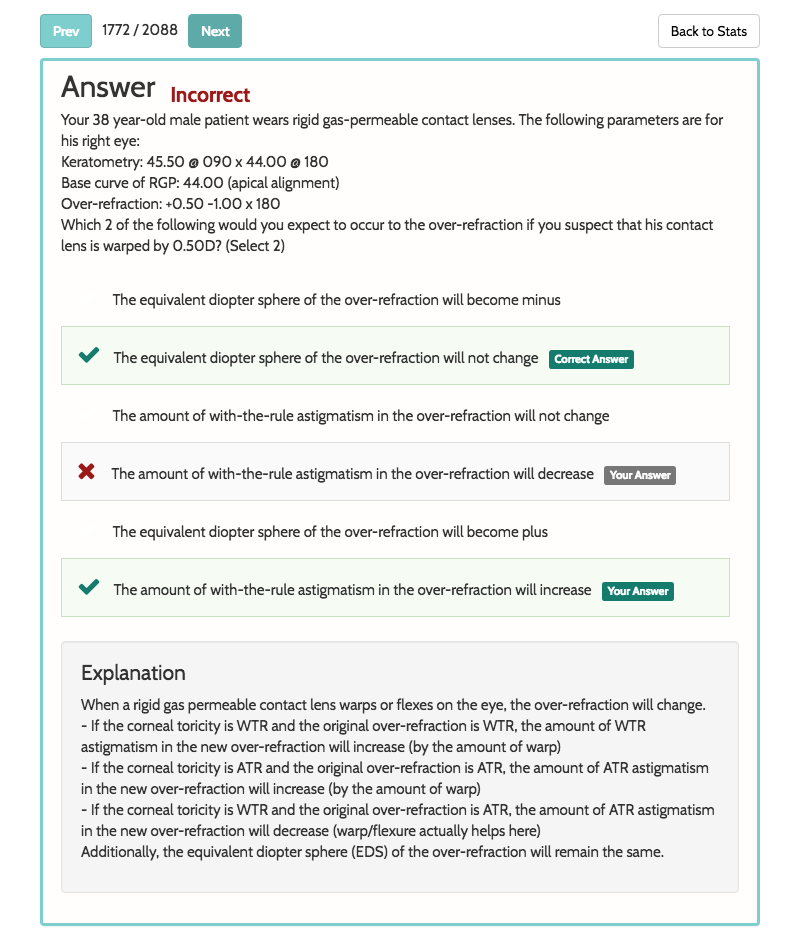 Prev 1772 / 2088 Next Back to Stats
Answer Incorrect
Your 38 year-old male patient wears rigid gas-permeable contact lenses. The following parameters are for
his right eye:
Keratometry: 45.50 @ 090 x 44.00 @ 180
Base curve of RGP: 44.00 (apical alignment)
Over-refraction: +0.50 -1.00 x 180
Which 2 of the following would you expect to occur to the over-refraction if you suspect that his contact
lens is warped by 0.50D? (Select 2)
The equivalent diopter sphere of the over-refraction will become minus
The equivalent diopter sphere of the over-refraction will not change Correct Answer
The amount of with-the-rule astigmatism in the over-refraction will not change
The amount of with-the-rule astigmatism in the over-refraction will decrease Your Answer
The equivalent diopter sphere of the over-refraction will become plus
The amount of with-the-rule astigmatism in the over-refraction will increase Your Answer
Explanation
When a rigid gas permeable contact lens warps or flexes on the eye, the over-refraction will change.
- If the corneal toricity is WTR and the original over-refraction is WTR, the amount of WTR
astigmatism in the new over-refraction will increase (by the amount of warp)
- If the corneal toricity is ATR and the original over-refraction is ATR, the amount of ATR astigmatism
in the new over-refraction will increase (by the amount of warp)
- If the corneal toricity is WTR and the original over-refraction is ATR, the amount of ATR astigmatism
in the new over-refraction will decrease (warp/flexure actually helps here)
Additionally, the equivalent diopter sphere (EDS) of the over-refraction will remain the same.